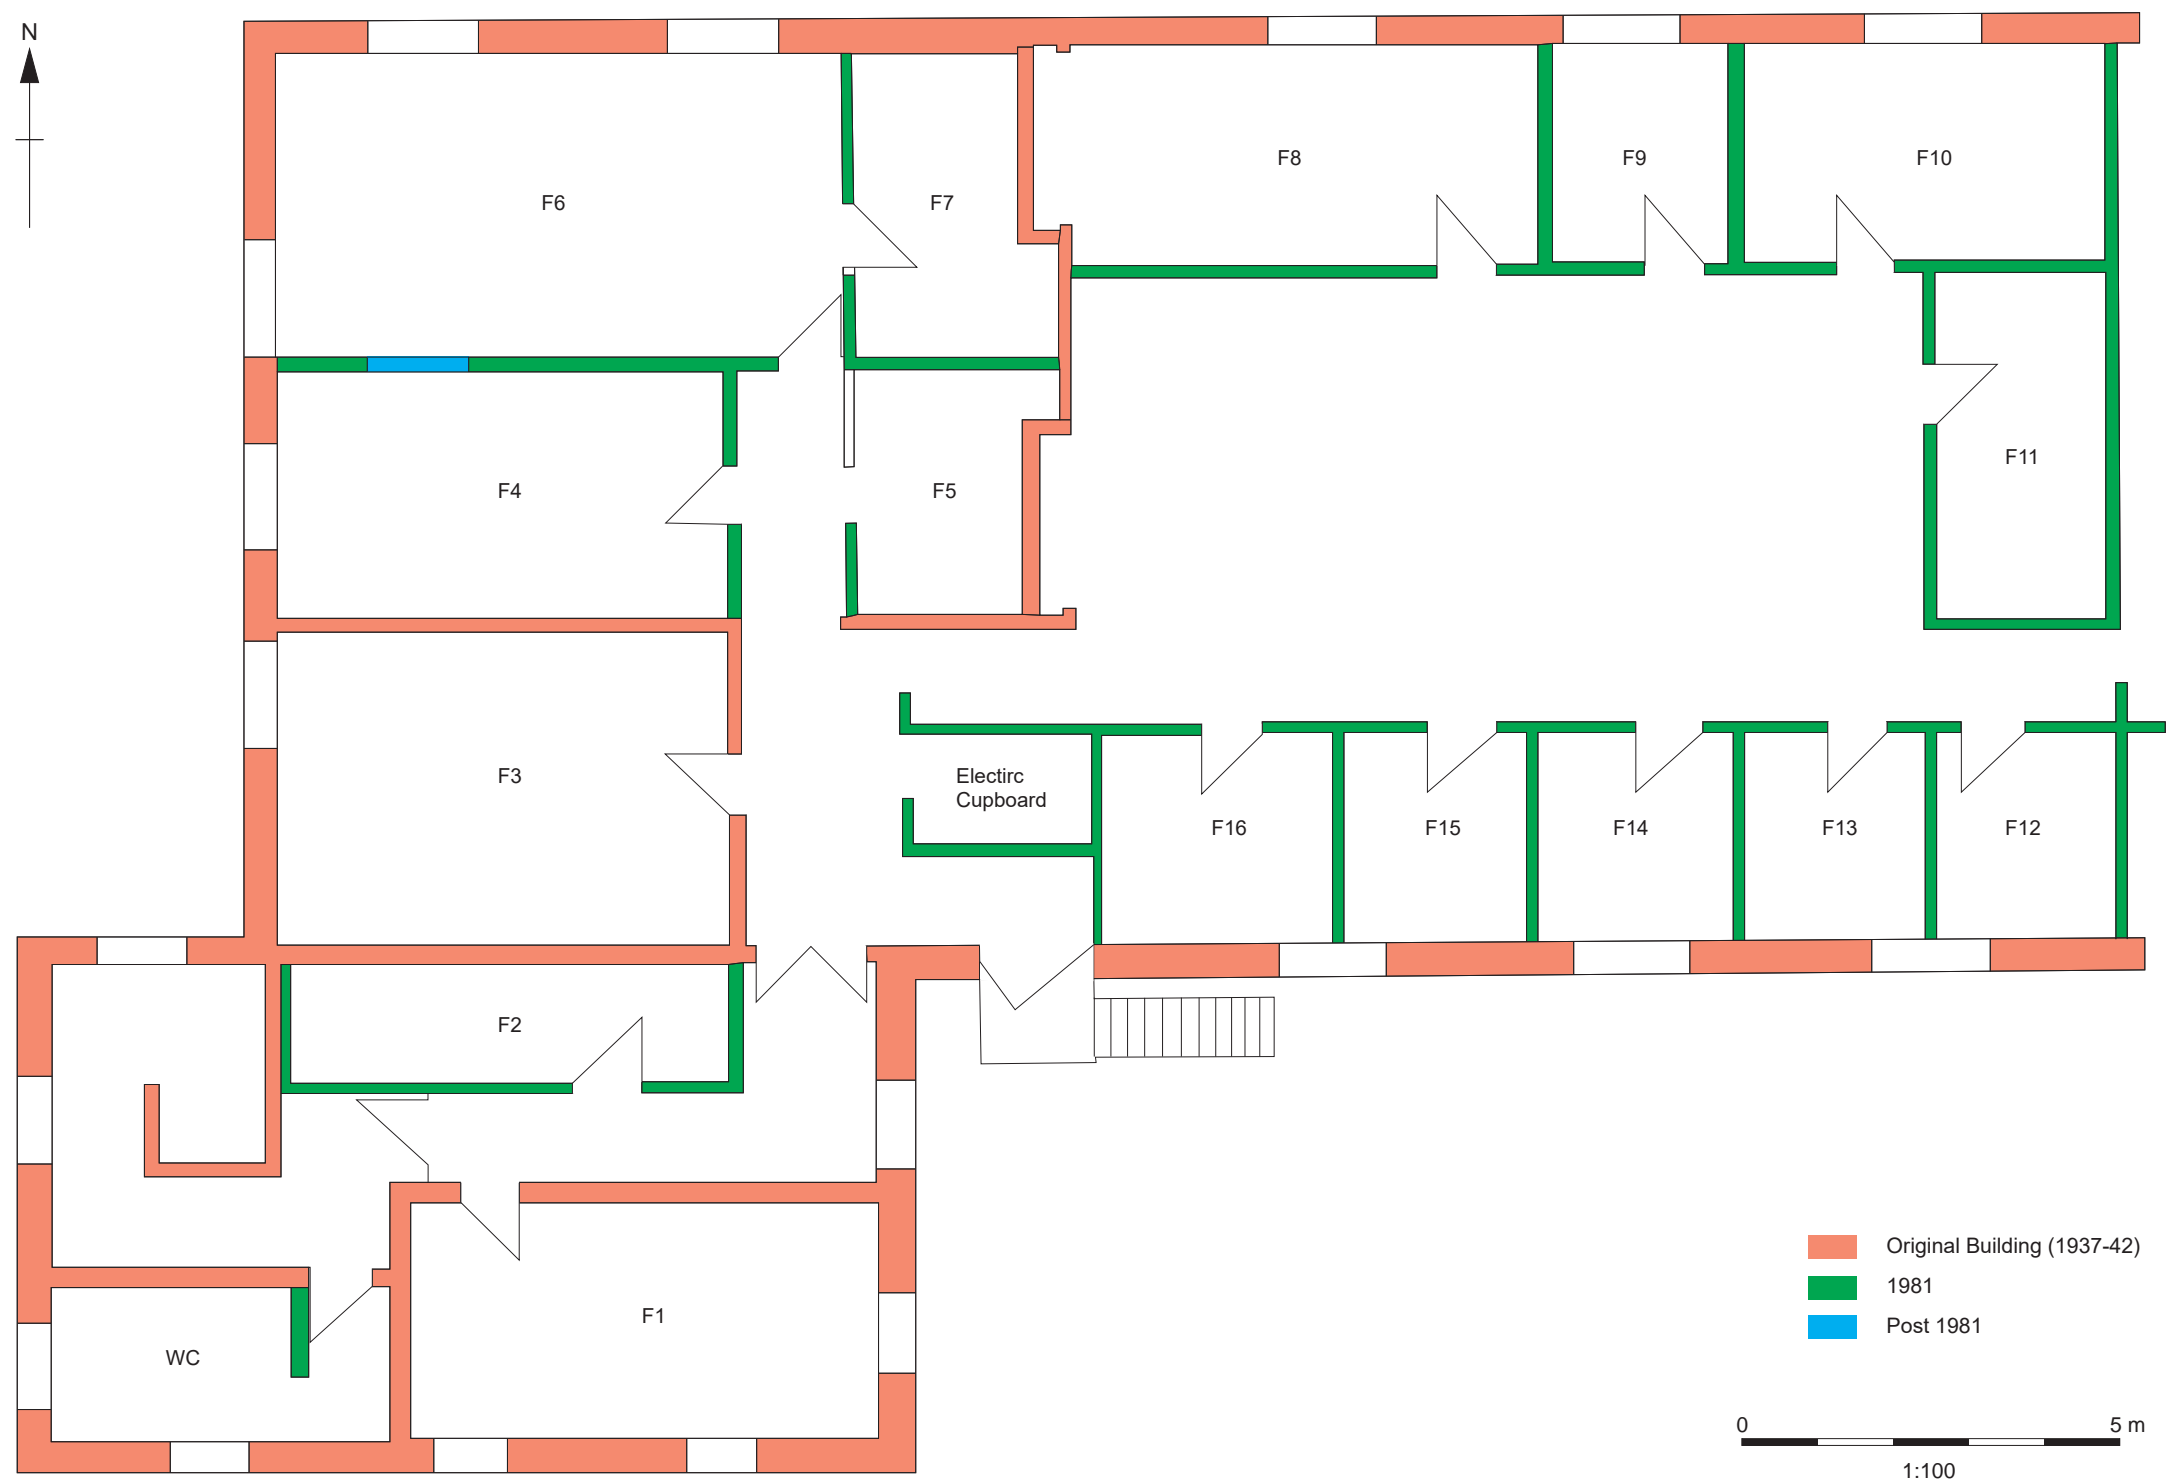 N
F6
F7
F8
F9
F10
F4
F5
F11
F3
Electirc
Cupboard
F16
F15
F14
F13
F12
F2
F1
WC
Original Building (1937-42)
1981
Post 1981
0 5 m
1:100